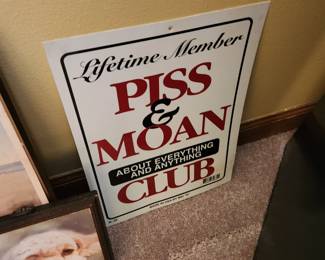 Lifetime Member
PISS
&
MOAN
ABOUT EVERYTHING
AND ANYTHING
CLUB